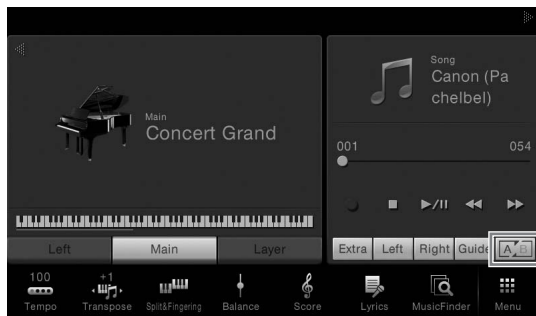 Main
Concert Grand
Song
Canon (Pa
chelbel)
001
054
Left
Main
Layer
Extra
Left
Right
Guide
A
B
100
+1
Tempo
Transpose
Split&Fingering
Balance
Score
Lyrics
MusicFinder
Menu